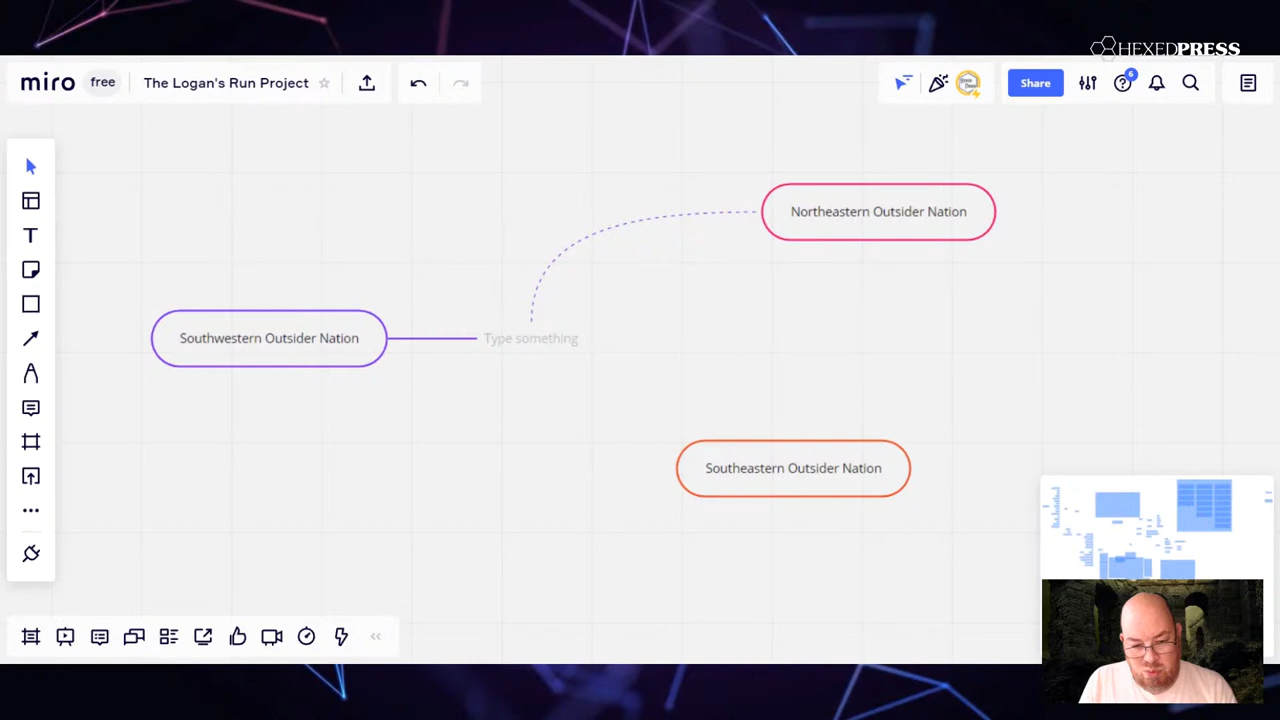 HEXEDPRESS
miro free The Logan's Run Project
Share
6
Northeastern Outsider Nation
Southwestern Outsider Nation
Type something
Southeastern Outsider Nation